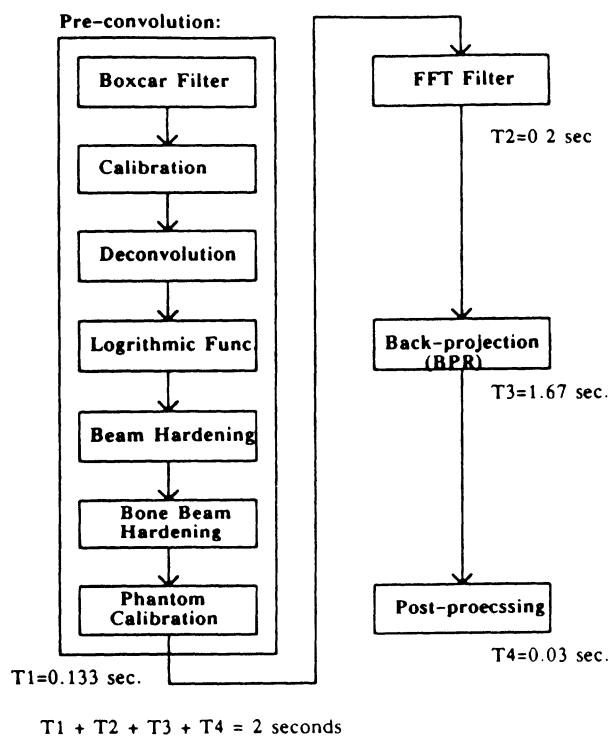 Pre-convolution:
Boxcar Filter
Calibration
Deconvolution
Logrithmic Func.
Beam Hardening
Bone Beam
Hardening
Phantom
Calibration
T1=0.133 sec.
FFT Filter
T2=0 2 sec
Back-projection
(BPR)
T3=1.67 sec.
Post-proecssing
T4=0.03 sec.
T1 + T2 + T3 + T4 = 2 seconds